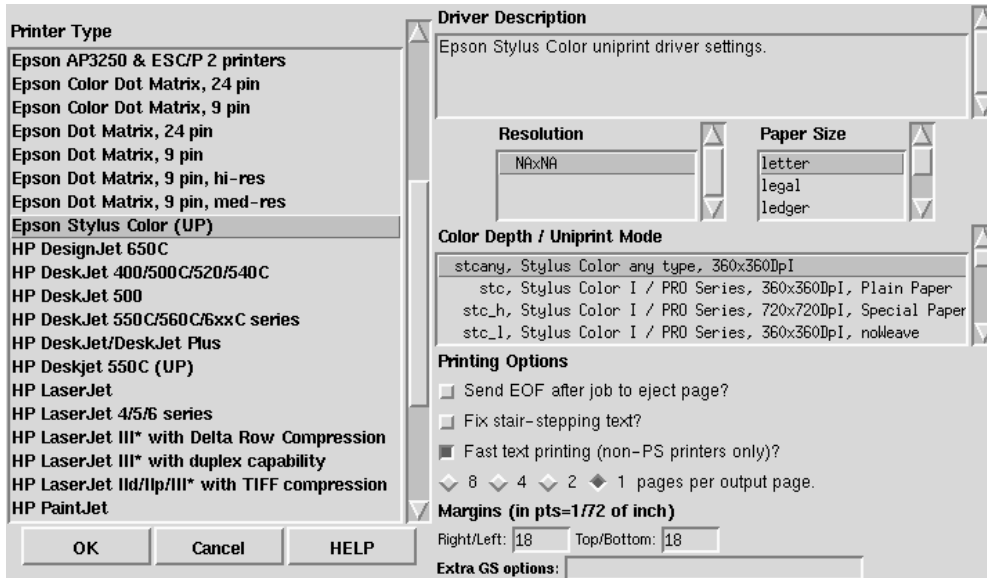 Printer Type
Epson AP3250 & ESC/P 2 printers
Epson Color Dot Matrix, 24 pin
Epson Color Dot Matrix, 9 pin
Epson Dot Matrix, 24 pin
Epson Dot Matrix, 9 pin
Epson Dot Matrix, 9 pin, hi-res
Epson Dot Matrix, 9 pin, med-res
Epson Stylus Color (UP)
HP DesignJet 650C
HP DeskJet 400/500C/520/540C
HP DeskJet 500
HP DeskJet 550C/560C/6xxC series
HP DeskJet/DeskJet Plus
HP Deskjet 550C (UP)
HP LaserJet
HP LaserJet 4/5/6 series
HP LaserJet III* with Delta Row Compression
HP LaserJet III* with duplex capability
HP LaserJet IId/IIp/III* with TIFF compression
HP PaintJet
OK Cancel HELP
Driver Description
Epson Stylus Color uniprint driver settings.
Resolution
NAxNA
Paper Size
letter
legal
ledger
Color Depth / Uniprint Mode
stcany, Stylus Color any type, 360x360DpI
stc, Stylus Color I / PRO Series, 360x360DpI, Plain Paper
stc_h, Stylus Color I / PRO Series, 720x720DpI, Special Paper
stc_l, Stylus Color I / PRO Series, 360x360DpI, noWeave
Printing Options
Send EOF after job to eject page?
Fix stair-stepping text?
Fast text printing (non-PS printers only)?
8 4 2 1 pages per output page.
Margins (in pts=1/72 of inch)
Right/Left: 18 Top/Bottom: 18
Extra GS options: